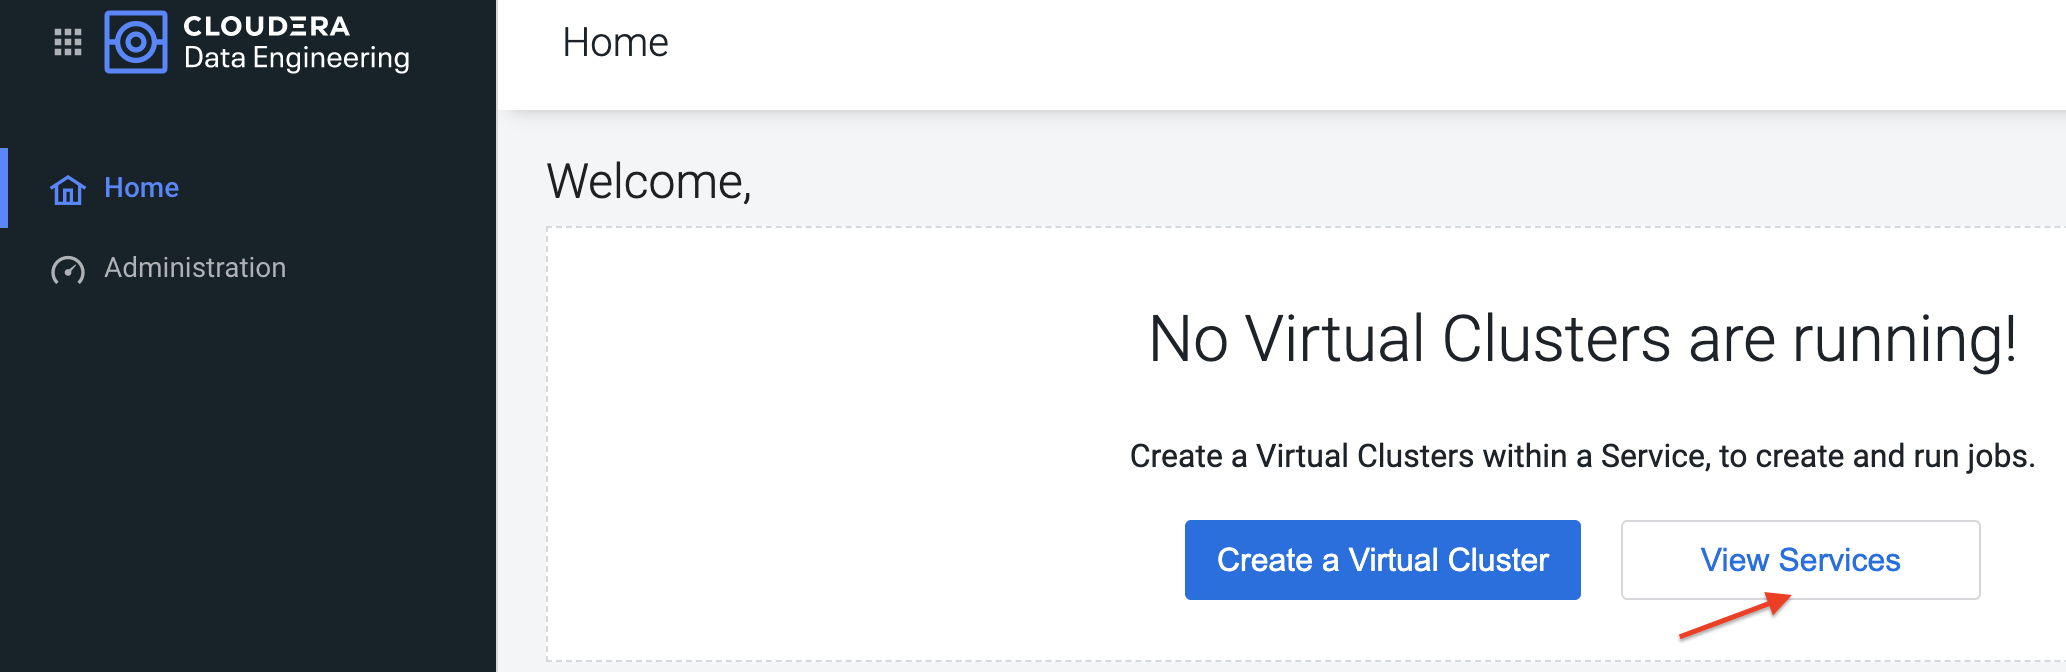 CLOUDERA
Data Engineering
Home
Administration
Home
Welcome,
No Virtual Clusters are running!
Create a Virtual Clusters within a Service, to create and run jobs.
Create a Virtual Cluster
View Services